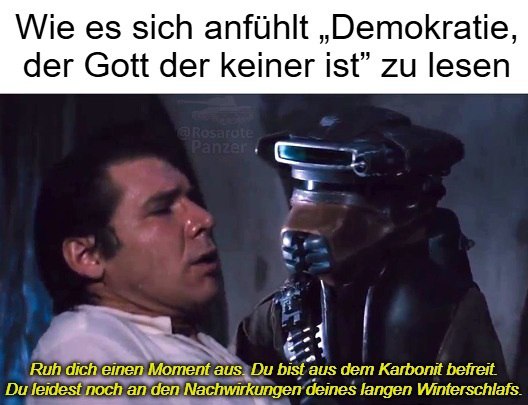 Wie es sich anfühlt „Demokratie,
der Gott der keiner ist” zu lesen
@Rosarote
Panzer
Ruh dich einen Moment aus. Du bist aus dem Karbonit befreit.
Du leidest noch an den Nachwirkungen deines langen Winterschlafs.